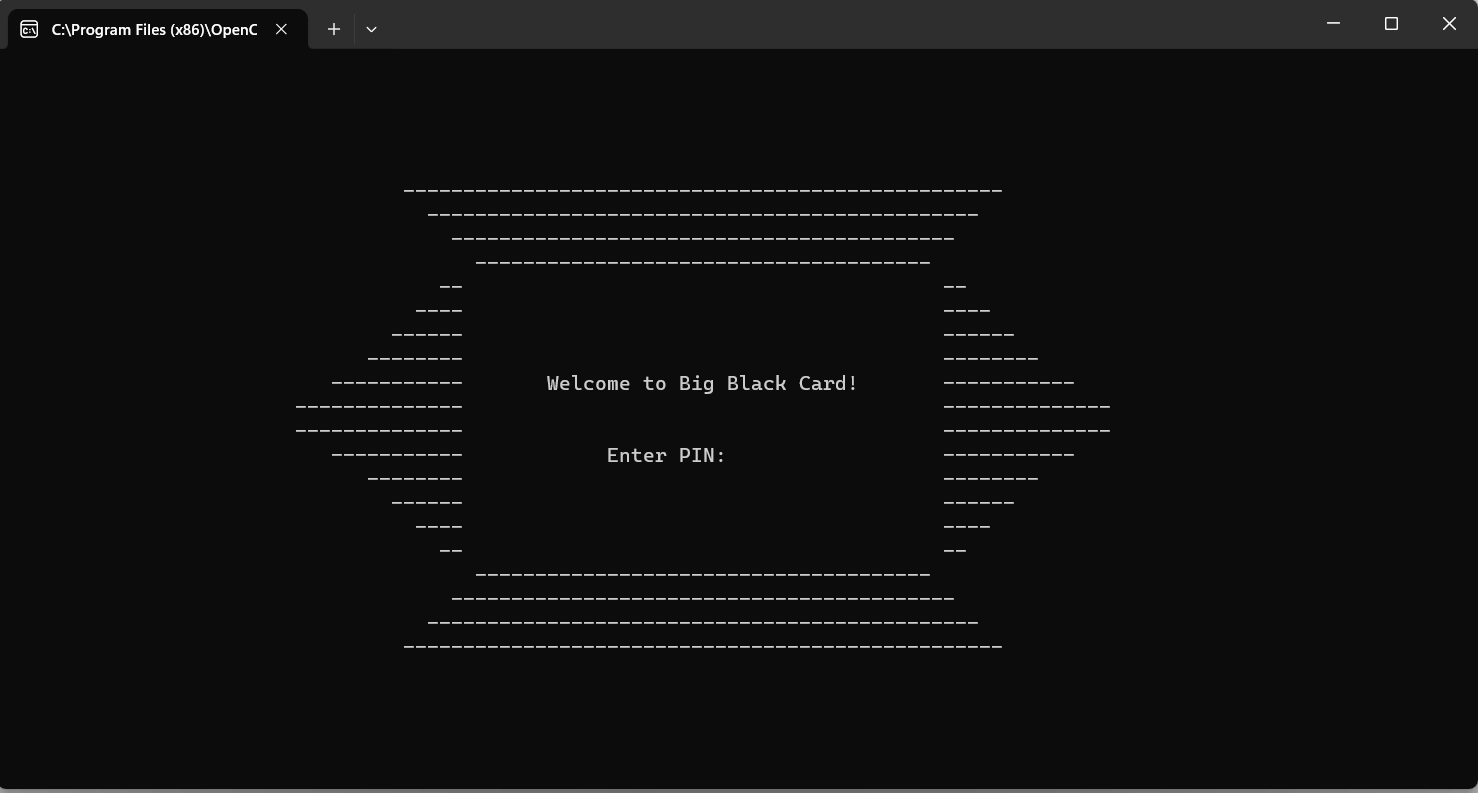 C:\Program Files (x86)\OpenC
Welcome to Big Black Card!
Enter PIN: